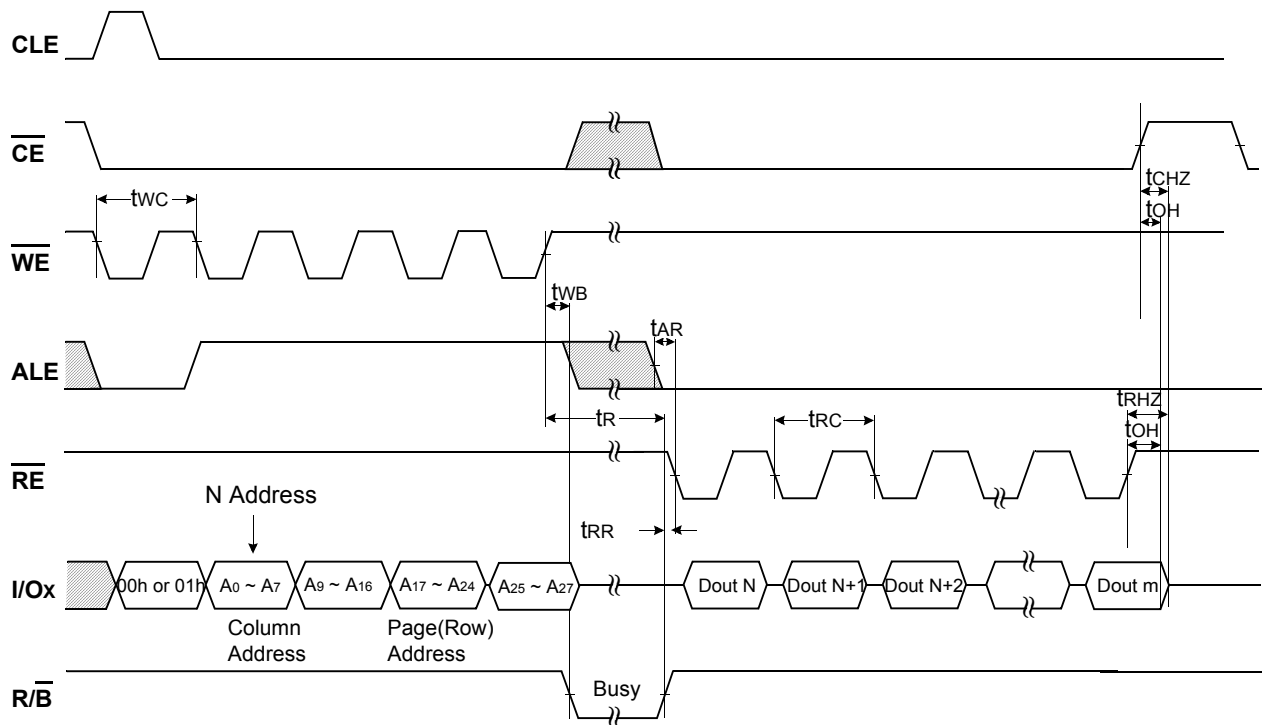 CLE
CE
tCHZ
tOH
tWC
WE
tWB
tAR
ALE
tR
tRC
tRHZ
tOH
RE
N Address
tRR
I/Ox
00h or 01h
A0 ~ A7
A9 ~ A16
A17 ~ A24
A25 ~ A27
Dout N
Dout N+1
Dout N+2
Dout m
Column
Address
Page(Row)
Address
R/B
Busy